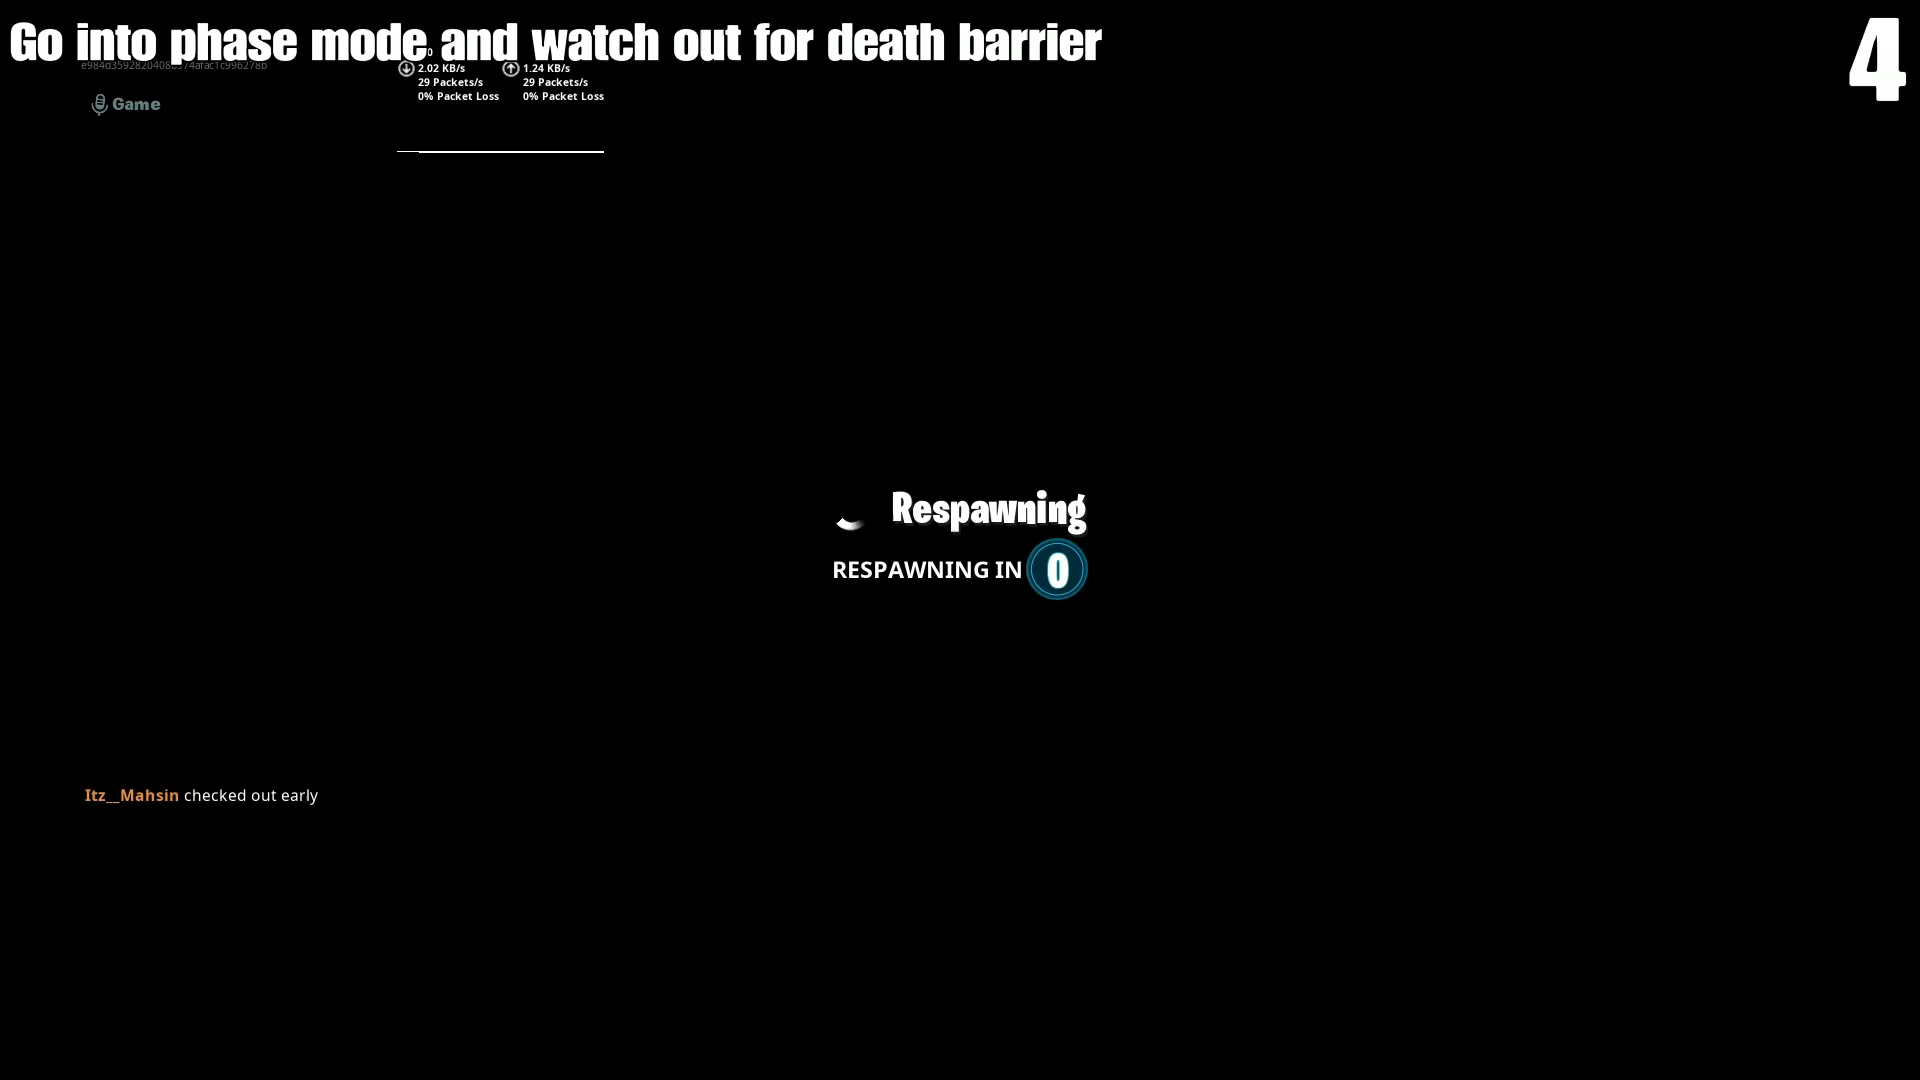 Go into phase mode and watch out for death barrier
4
2.02 KB/s
1.24 KB/s
29 Packets/s
29 Packets/s
0% Packet Loss
0% Packet Loss
Game
Respawning
RESPAWNING IN 0
Itz__Mahsin checked out early